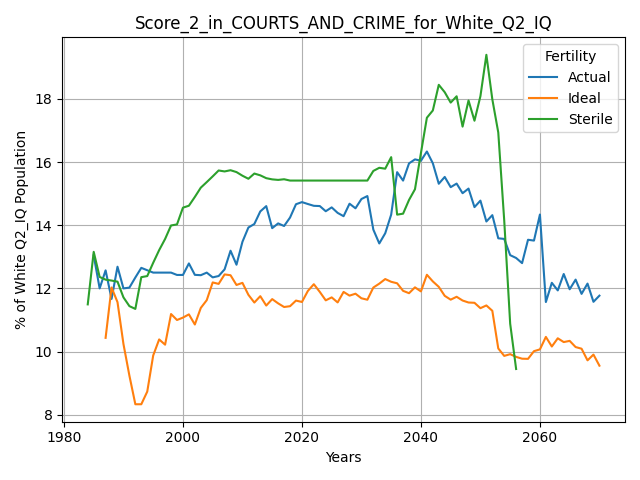 Score_2_in_COURTS_AND_CRIME_for_White_Q2_IQ
Fertility
Actual
Ideal
Sterile
% of White Q2_IQ Population
18
16
14
12
10
8
1980
2000
2020
2040
2060
Years